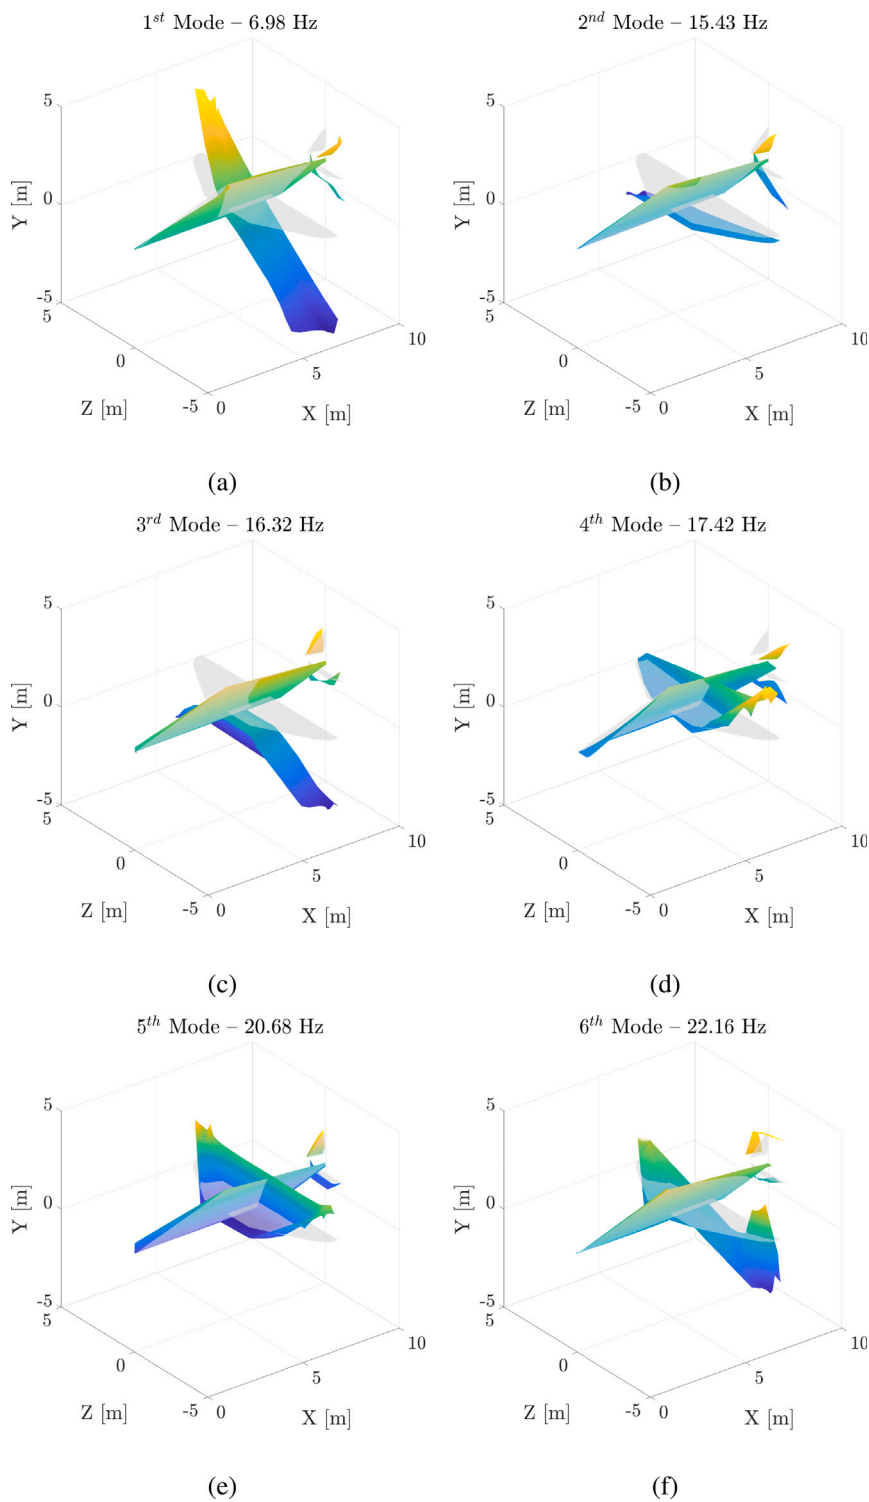 1st Mode – 6.98 Hz
2nd Mode – 15.43 Hz
5
0
-5
Y [m]
5
0
-5
Z [m]
0
5
10
X [m]
5
0
-5
Y [m]
5
0
-5
Z [m]
0
5
10
X [m]
(a)
(b)
3rd Mode – 16.32 Hz
4th Mode – 17.42 Hz
5
0
-5
Y [m]
5
0
-5
Z [m]
0
5
10
X [m]
5
0
-5
Y [m]
5
0
-5
Z [m]
0
5
10
X [m]
(c)
(d)
5th Mode – 20.68 Hz
6th Mode – 22.16 Hz
5
0
-5
Y [m]
5
0
-5
Z [m]
0
5
10
X [m]
5
0
-5
Y [m]
5
0
-5
Z [m]
0
5
10
X [m]
(e)
(f)